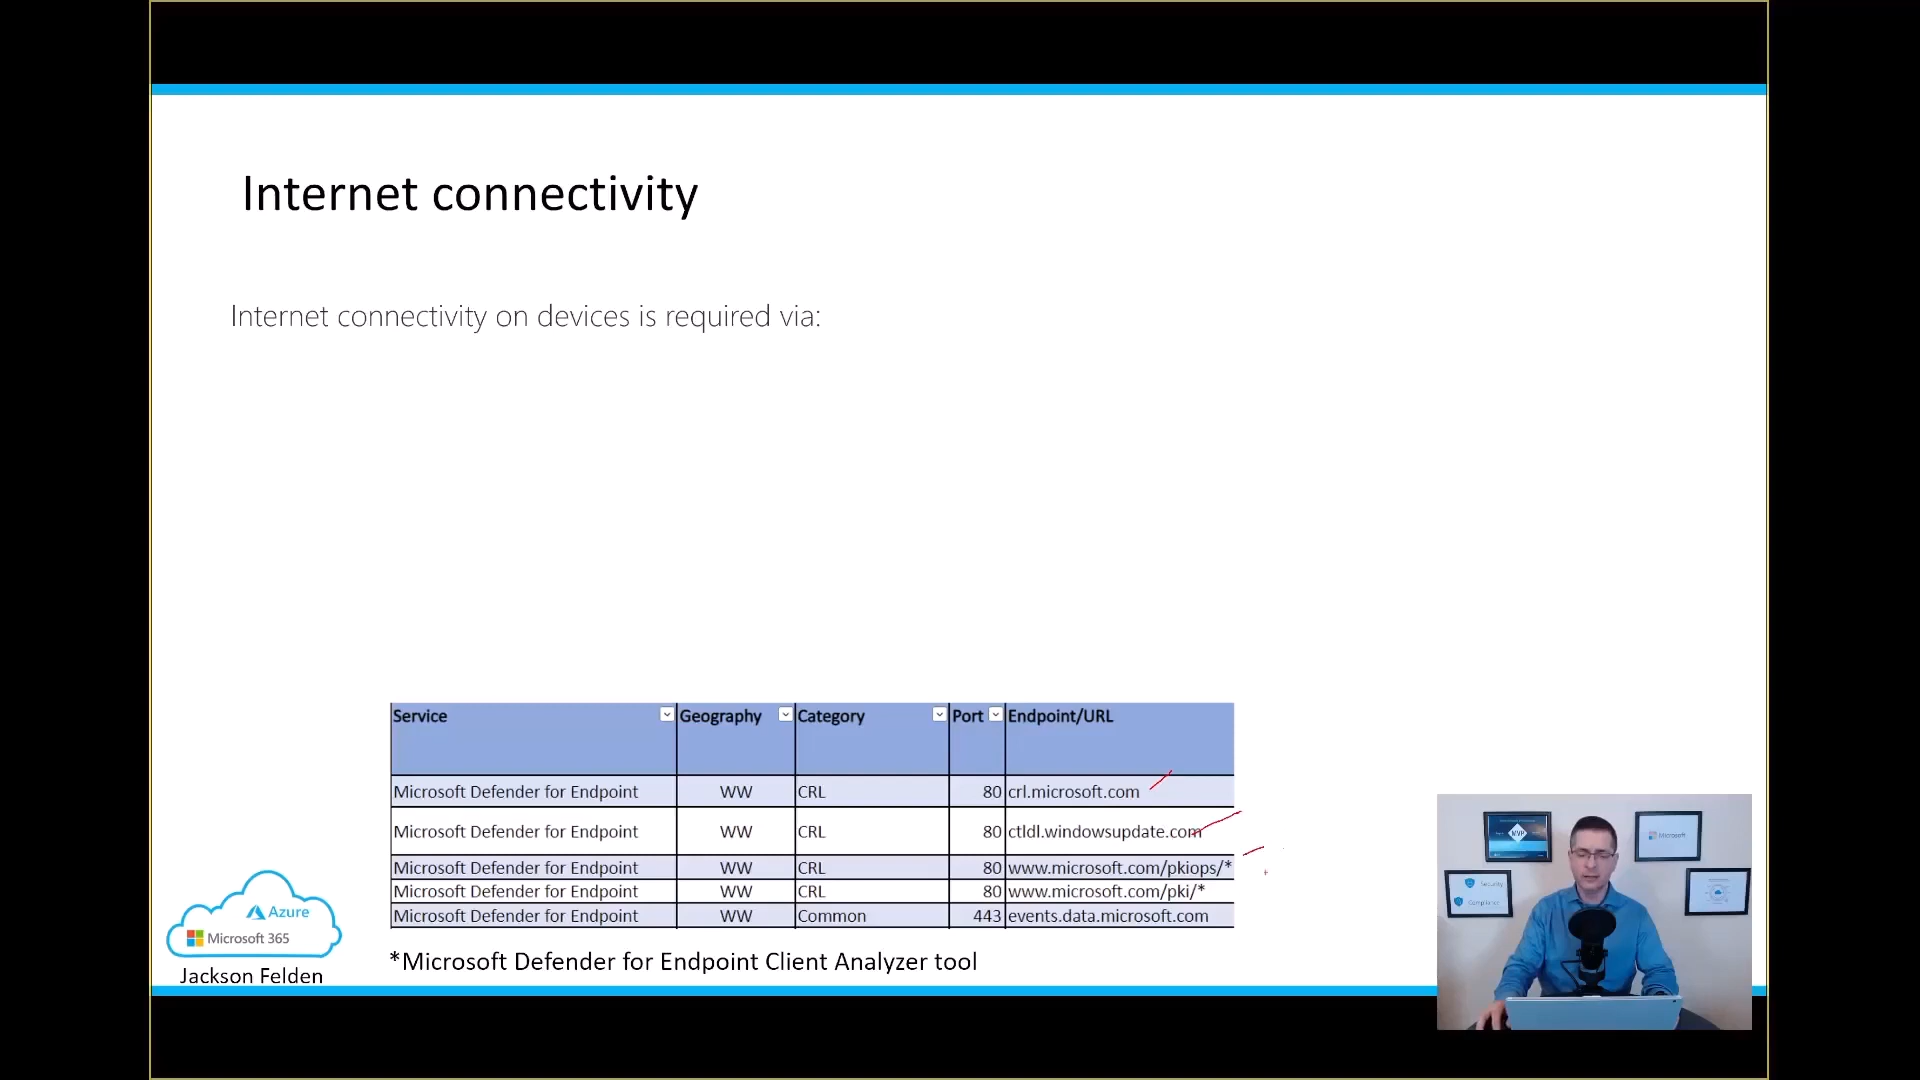 Internet connectivity
Internet connectivity on devices is required via:
Service Geography Category Port Endpoint/URL
Microsoft Defender for Endpoint WW CRL 80 crl.microsoft.com
Microsoft Defender for Endpoint WW CRL 80 ctldl.windowsupdate.com
Microsoft Defender for Endpoint WW CRL 80 www.microsoft.com/pkiops/*
Microsoft Defender for Endpoint WW CRL 80 www.microsoft.com/pki/*
Microsoft Defender for Endpoint WW Common 443 events.data.microsoft.com
*Microsoft Defender for Endpoint Client Analyzer tool
Azure
Microsoft 365
Jackson Felden
MVP
Microsoft
Security
Compliance